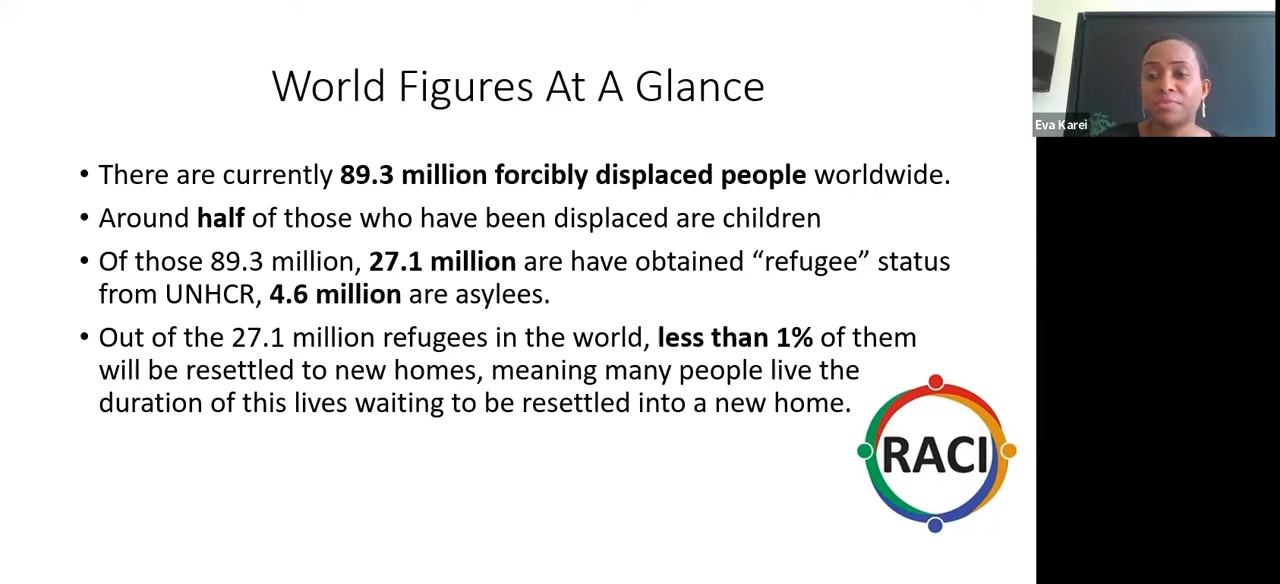 World Figures At A Glance
• There are currently 89.3 million forcibly displaced people worldwide.
• Around half of those who have been displaced are children
• Of those 89.3 million, 27.1 million are have obtained “refugee” status
from UNHCR, 4.6 million are asylees.
• Out of the 27.1 million refugees in the world, less than 1% of them
will be resettled to new homes, meaning many people live the
duration of this lives waiting to be resettled into a new home.
RACI
Eva Karei